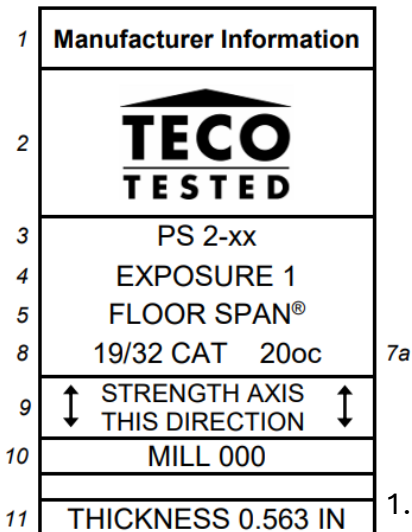 1 Manufacturer Information
2 TECO
TESTED
3 PS 2-xx
4 EXPOSURE 1
5 FLOOR SPAN®
8 19/32 CAT 20oc 7a
9 STRENGTH AXIS
THIS DIRECTION
10 MILL 000
1.
11 THICKNESS 0.563 IN